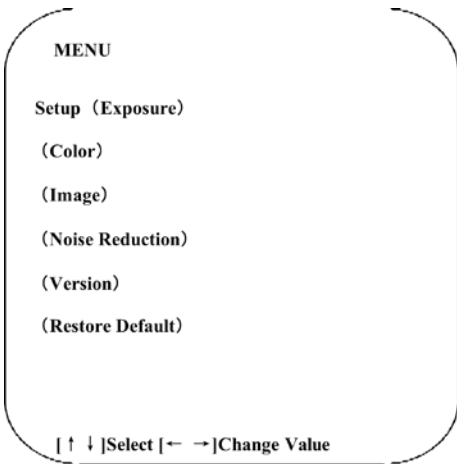 MENU
Setup（Exposure）
（Color）
（Image）
（Noise Reduction）
（Version）
（Restore Default）
[↑ ↓]Select [← →]Change Value